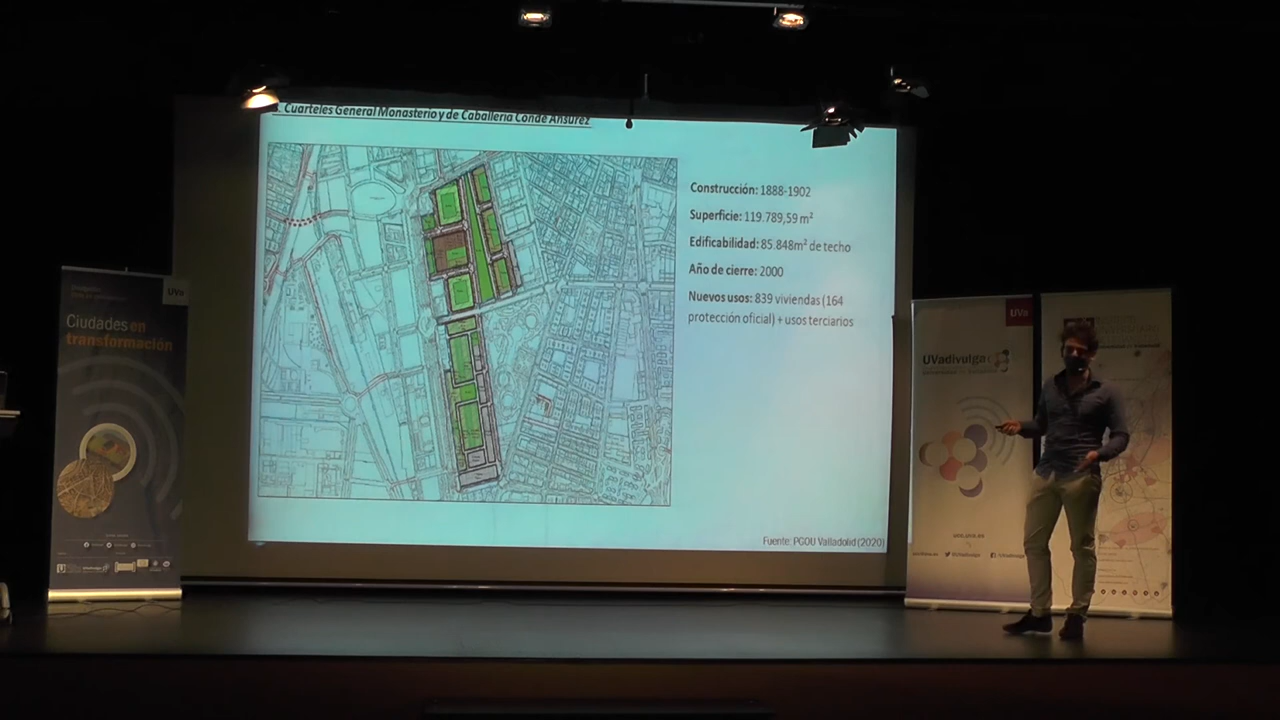 . Cuarteles General Monasterio y de Caballería Conde Ansúrez
Construcción: 1888-1902
Superficie: 119.789,59 m²
Edificabilidad: 85.848m² de techo
Año de cierre: 2000
Nuevos usos: 839 viviendas (164
protección oficial) + usos terciarios
Fuente: PGOU Valladolid (2020)
UVa
Ciudades en
transformación
UVa
UVadivulga